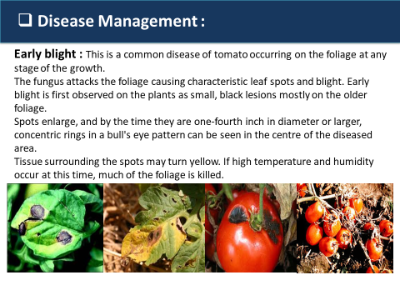 ❑ Disease Management :
Early blight : This is a common disease of tomato occurring on the foliage at any
stage of the growth.
The fungus attacks the foliage causing characteristic leaf spots and blight. Early
blight is first observed on the plants as small, black lesions mostly on the older
foliage.
Spots enlarge, and by the time they are one-fourth inch in diameter or larger,
concentric rings in a bull's eye pattern can be seen in the centre of the diseased
area.
Tissue surrounding the spots may turn yellow. If high temperature and humidity
occur at this time, much of the foliage is killed.